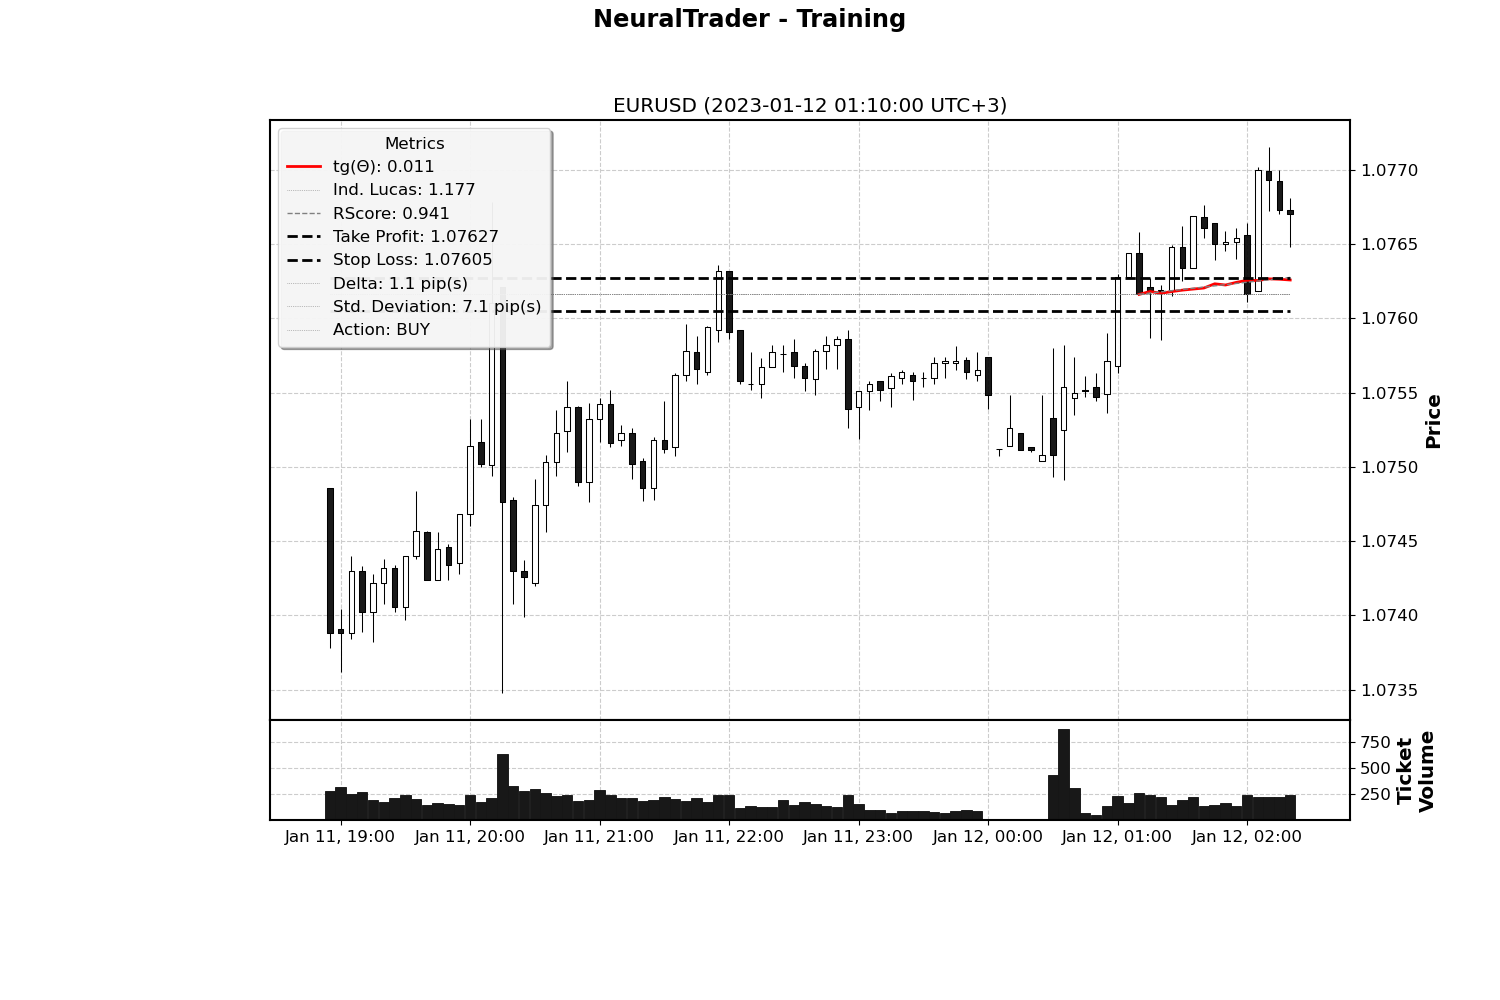 NeuralTrader - Training
EURUSD (2023-01-12 01:10:00 UTC+3)
Metrics
tg(Θ): 0.011
Ind. Lucas: 1.177
RScore: 0.941
Take Profit: 1.07627
Stop Loss: 1.07605
Delta: 1.1 pip(s)
Std. Deviation: 7.1 pip(s)
Action: BUY
1.0770
1.0765
1.0760
1.0755
1.0750
1.0745
1.0740
1.0735
Price
750
500
250
Ticket
Volume
Jan 11, 19:00 Jan 11, 20:00 Jan 11, 21:00 Jan 11, 22:00 Jan 11, 23:00 Jan 12, 00:00 Jan 12, 01:00 Jan 12, 02:00